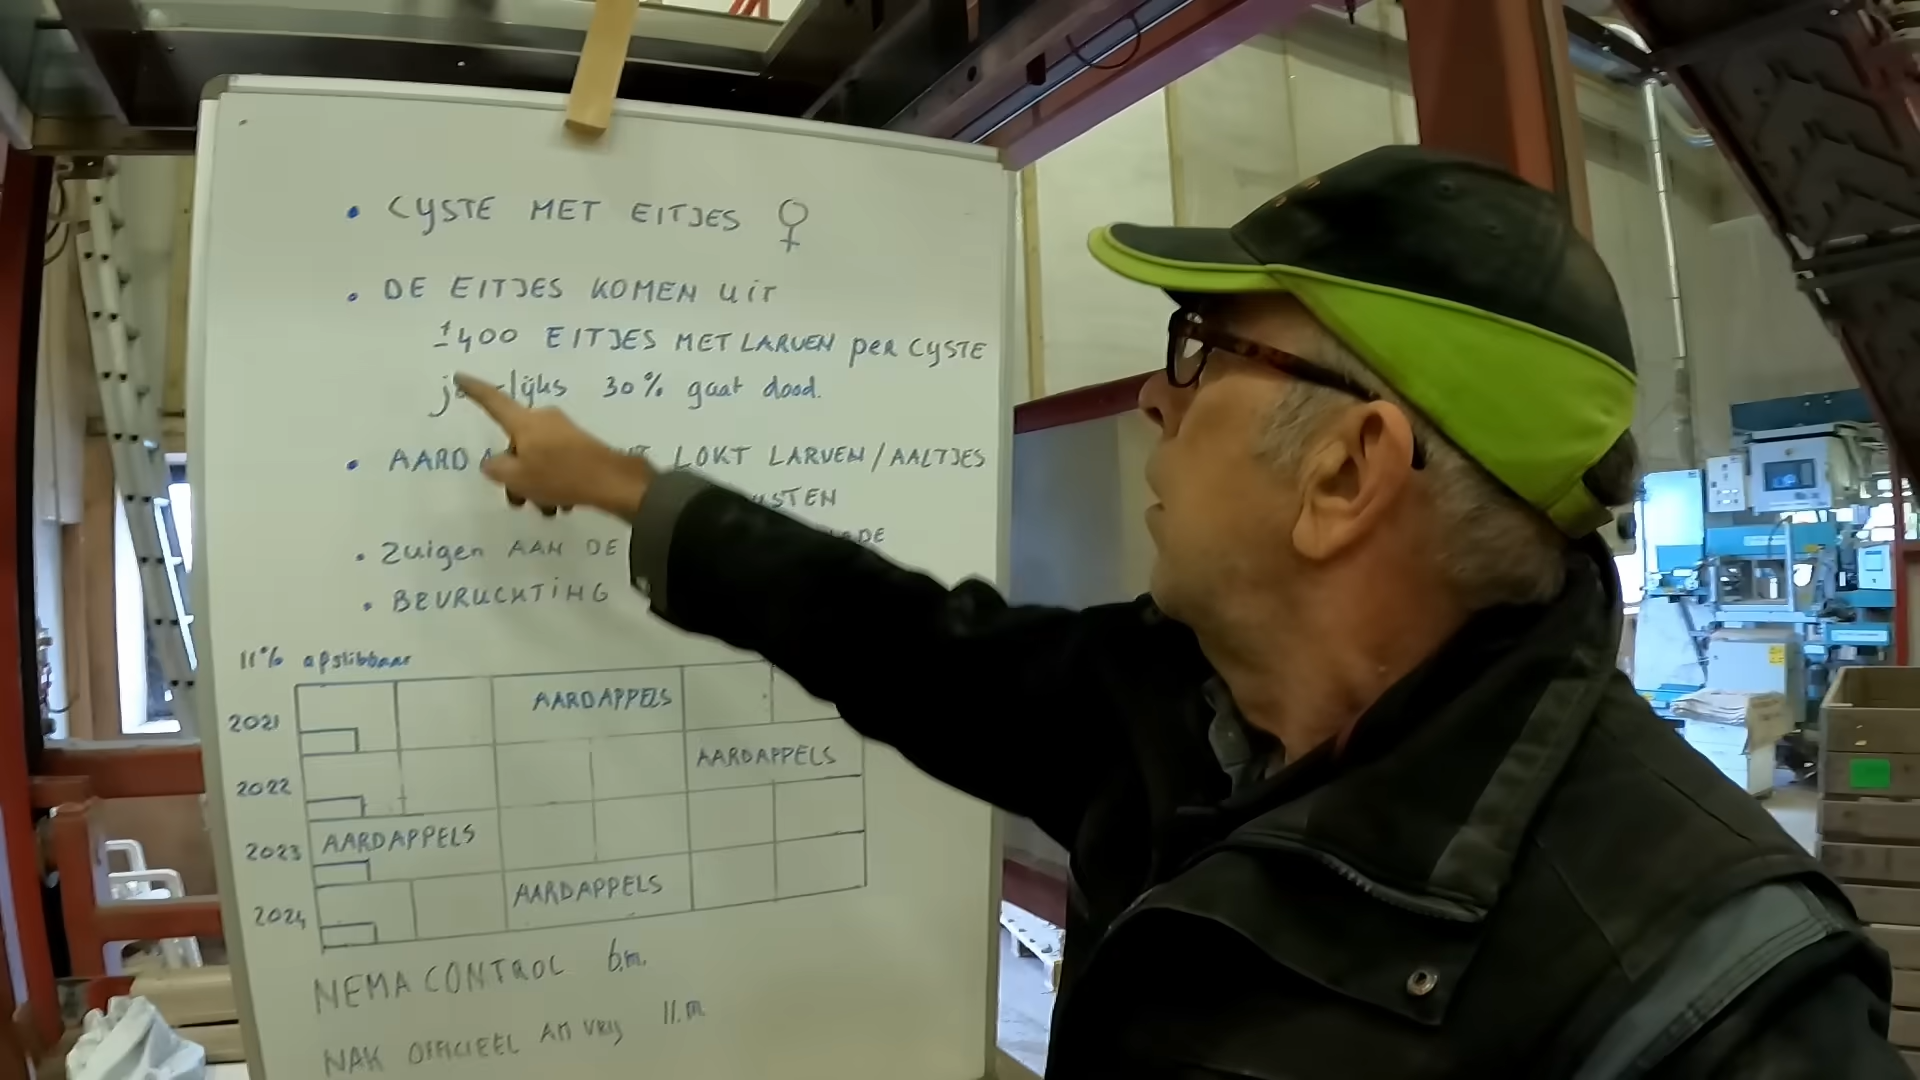 • CYSTE MET EITJES ♀
• DE EITJES KOMEN UIT
±400 EITJES MET LARVEN PER CYSTE
30% gaat dood.
• LOKT LARVEN/AALTJES
• Zuigen AAN DE
• BEVRUCHTING
11% afslibbaar
2021 AARDAPPELS
2022 AARDAPPELS
2023 AARDAPPELS
2024 AARDAPPELS
NEMA CONTROL 6.m.
NAK OFFICIEEL AM VRIJ 11.m